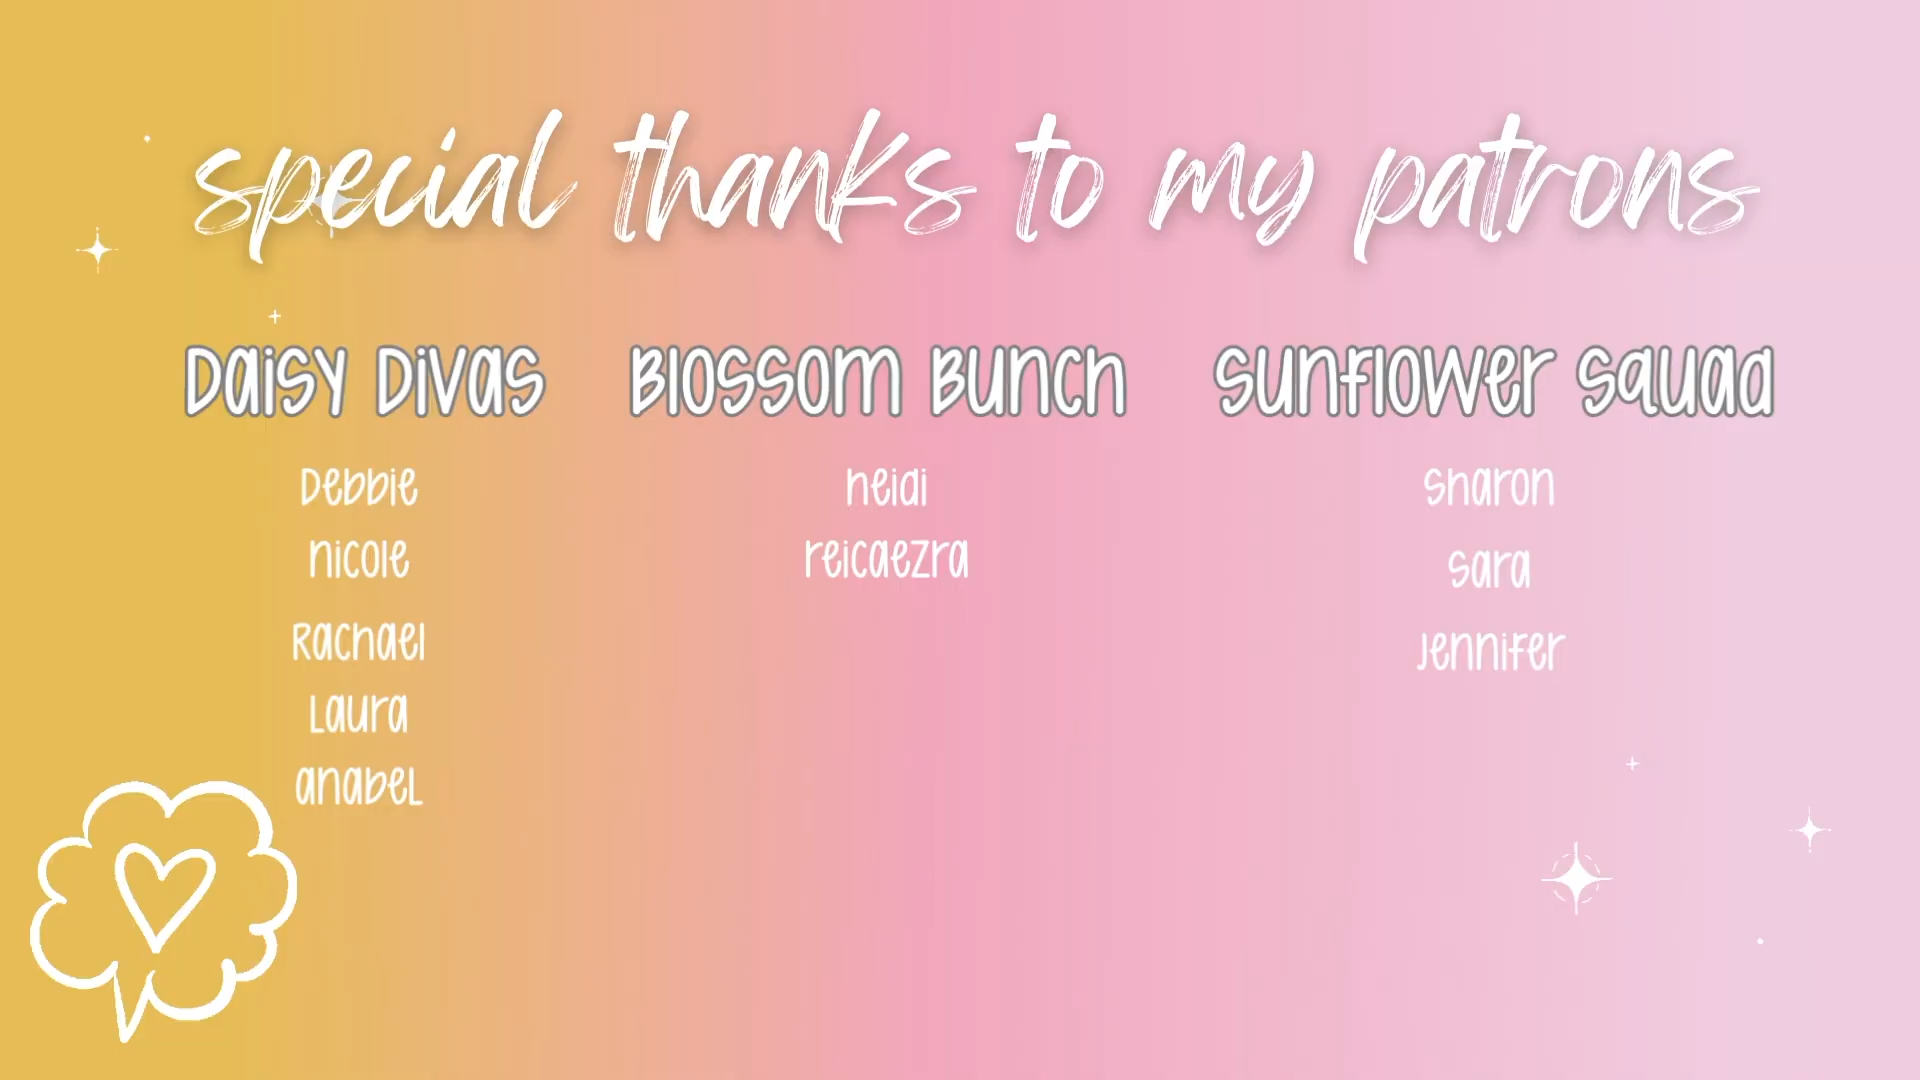 special thanks to my patrons
Daisy Divas
Debbie
nicole
Rachael
Laura
anabel
Blossom Bunch
heidi
reicaezra
sunflower squad
sharon
sara
Jennifer